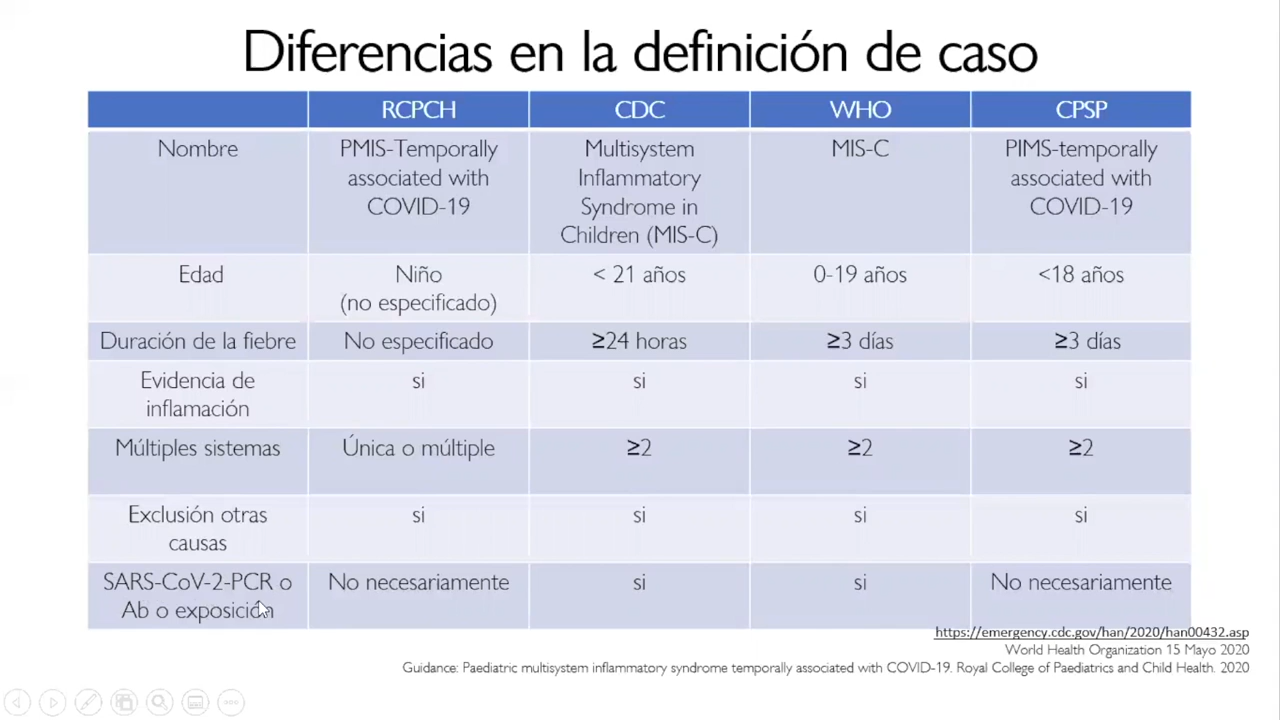 Diferencias en la definición de caso
RCPCH CDC WHO CPSP
Nombre PMIS-Temporally Multisystem MIS-C PIMS-temporally
associated with Inflammatory associated with
COVID-19 Syndrome in COVID-19
Children (MIS-C)
Edad Niño < 21 años 0-19 años <18 años
(no especificado)
Duración de la fiebre No especificado ≥24 horas ≥3 días ≥3 días
Evidencia de si si si si
inflamación
Múltiples sistemas Única o múltiple ≥2 ≥2 ≥2
Exclusión otras si si si si
causas
SARS-CoV-2-PCR o No necesariamente si si No necesariamente
Ab o exposición
https://emergency.cdc.gov/han/2020/han00432.asp
World Health Organization 15 Mayo 2020
Guidance: Paediatric multisystem inflammatory syndrome temporally associated with COVID-19. Royal College of Paediatrics and Child Health. 2020